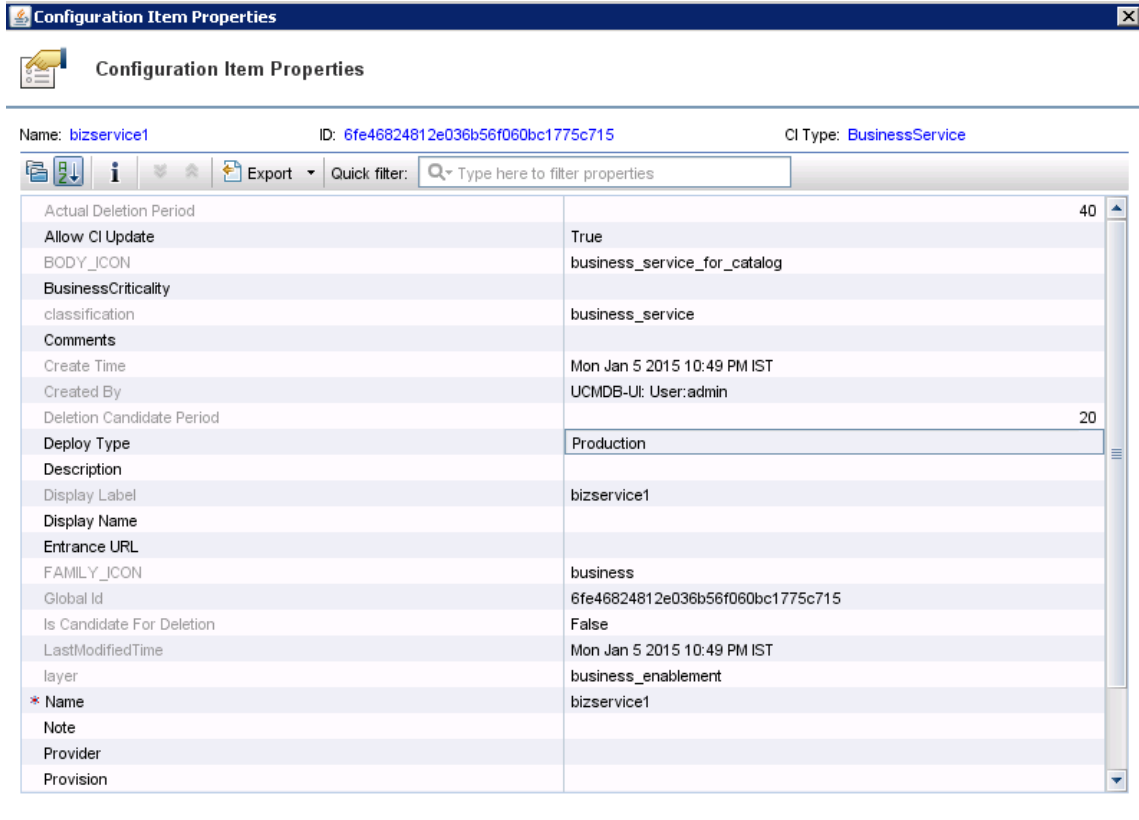 Configuration Item Properties
Configuration Item Properties
Name: bizservice1 ID: 6fe46824812e036b56f060bc1775c715 CI Type: BusinessService
Export Quick filter: Type here to filter properties
Actual Deletion Period 40
Allow CI Update True
BODY_ICON business_service_for_catalog
BusinessCriticality
classification business_service
Comments
Create Time Mon Jan 5 2015 10:49 PM IST
Created By UCMDB-UI: User:admin
Deletion Candidate Period 20
Deploy Type Production
Description
Display Label bizservice1
Display Name
Entrance URL
FAMILY_ICON business
Global Id 6fe46824812e036b56f060bc1775c715
Is Candidate For Deletion False
LastModifiedTime Mon Jan 5 2015 10:49 PM IST
layer business_enablement
* Name bizservice1
Note
Provider
Provision